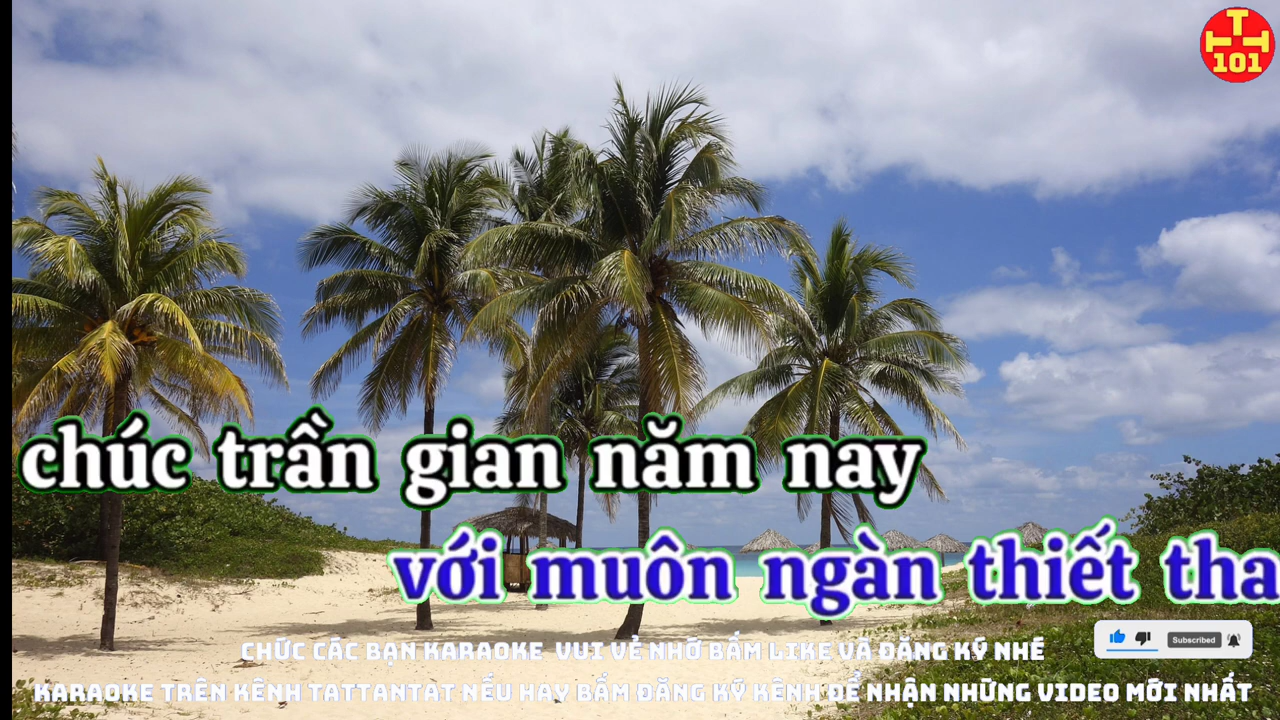 TTT
101
chúc trần gian năm nay
với muôn ngàn thiết tha
CHỨC CÁC BẠN KARAOKE VUI VẺ NHỚ BẤM LIKE VÀ ĐĂNG KÝ NHÉ
Subscribed
KARAOKE TRÊN KÊNH TATTANTAT NẾU HAY BẤM ĐĂNG KÝ KÊNH ĐỂ NHẬN NHỮNG VIDEO MỚI NHẤT